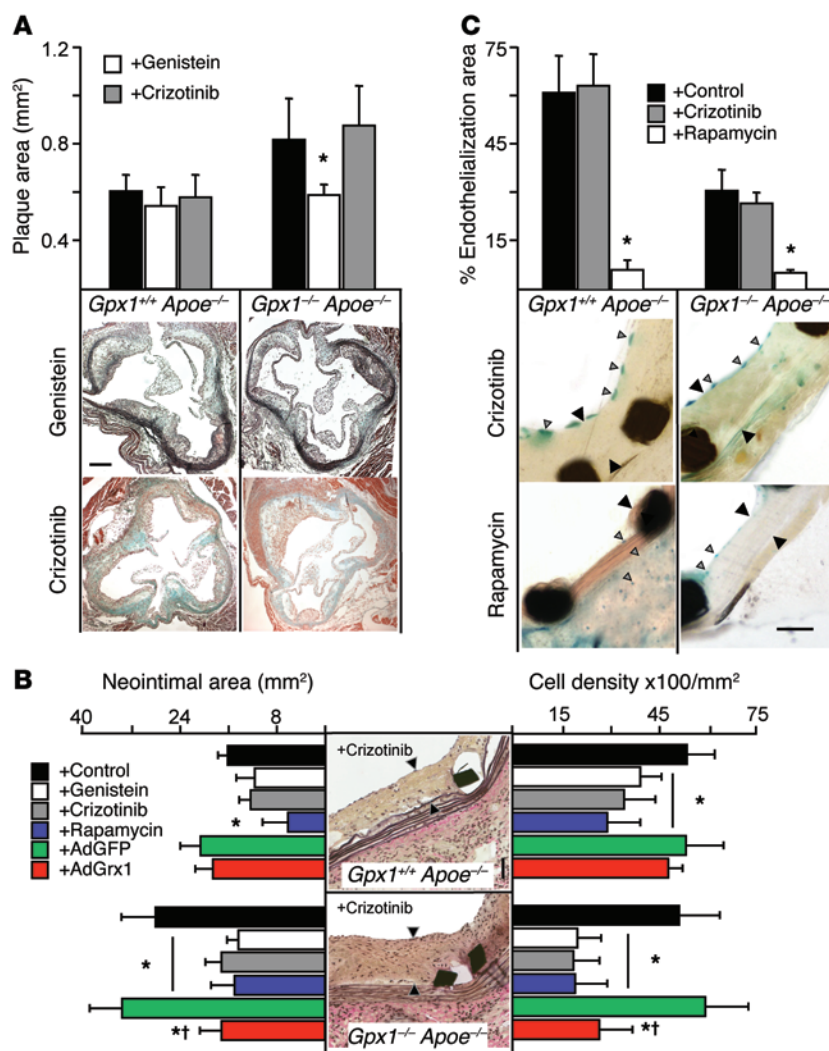 A
Plaque area (mm²)
1.2
0.8
0.4
+Genistein
+Crizotinib
*
Gpx1+/+ Apoe–/–
Gpx1–/– Apoe–/–
Genistein
Crizotinib
C
% Endothelialization area
75
45
15
+Control
+Crizotinib
+Rapamycin
*
*
Gpx1+/+ Apoe–/–
Gpx1–/– Apoe–/–
Crizotinib
Rapamycin
B
Neointimal area (mm²)
40 24 8
Cell density x100/mm²
15 45 75
+Control
+Genistein
+Crizotinib
+Rapamycin
+AdGFP
+AdGrx1
*
+Crizotinib
Gpx1+/+ Apoe–/–
*
*
*†
+Crizotinib
Gpx1–/– Apoe–/–
*
*†